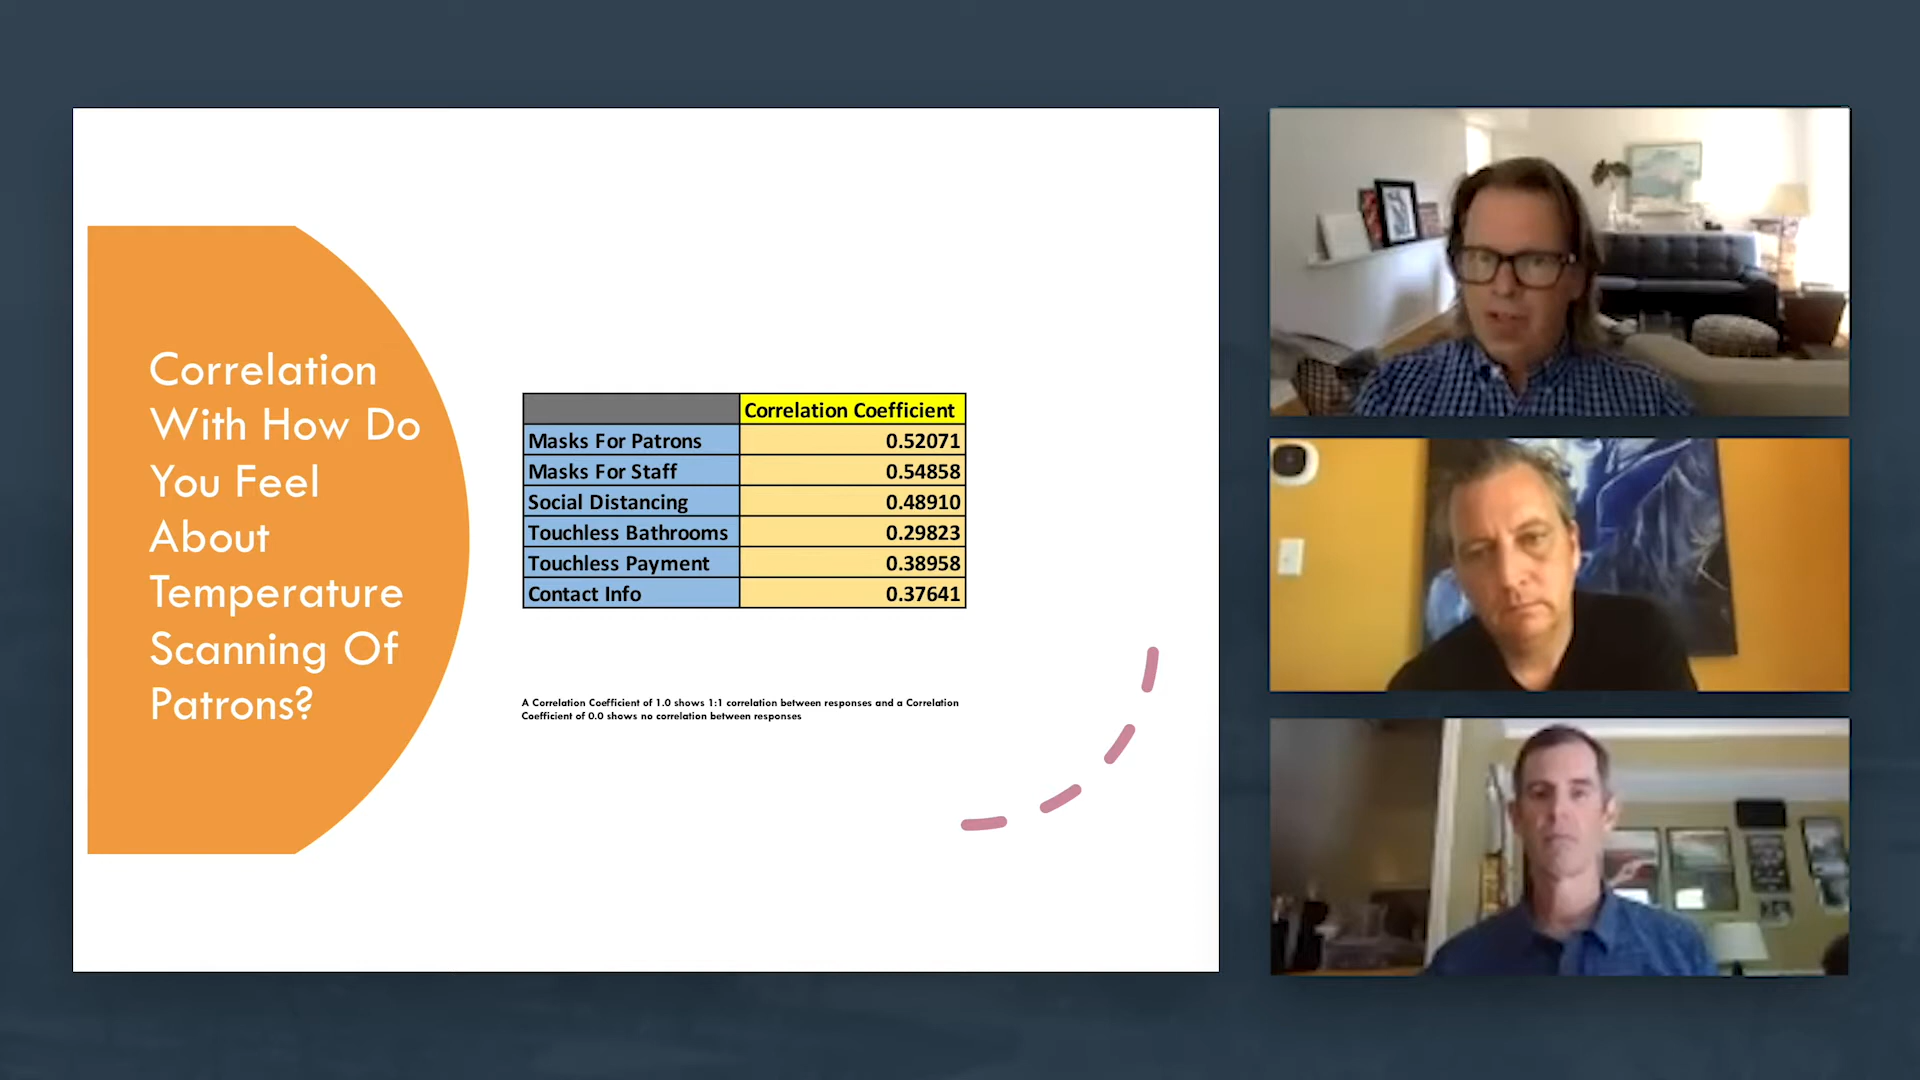 Correlation
With How Do
You Feel
About
Temperature
Scanning Of
Patrons?
Correlation Coefficient
Masks For Patrons 0.52071
Masks For Staff 0.54858
Social Distancing 0.48910
Touchless Bathrooms 0.29823
Touchless Payment 0.38958
Contact Info 0.37641
A Correlation Coefficient of 1.0 shows 1:1 correlation between responses and a Correlation
Coefficient of 0.0 shows no correlation between responses